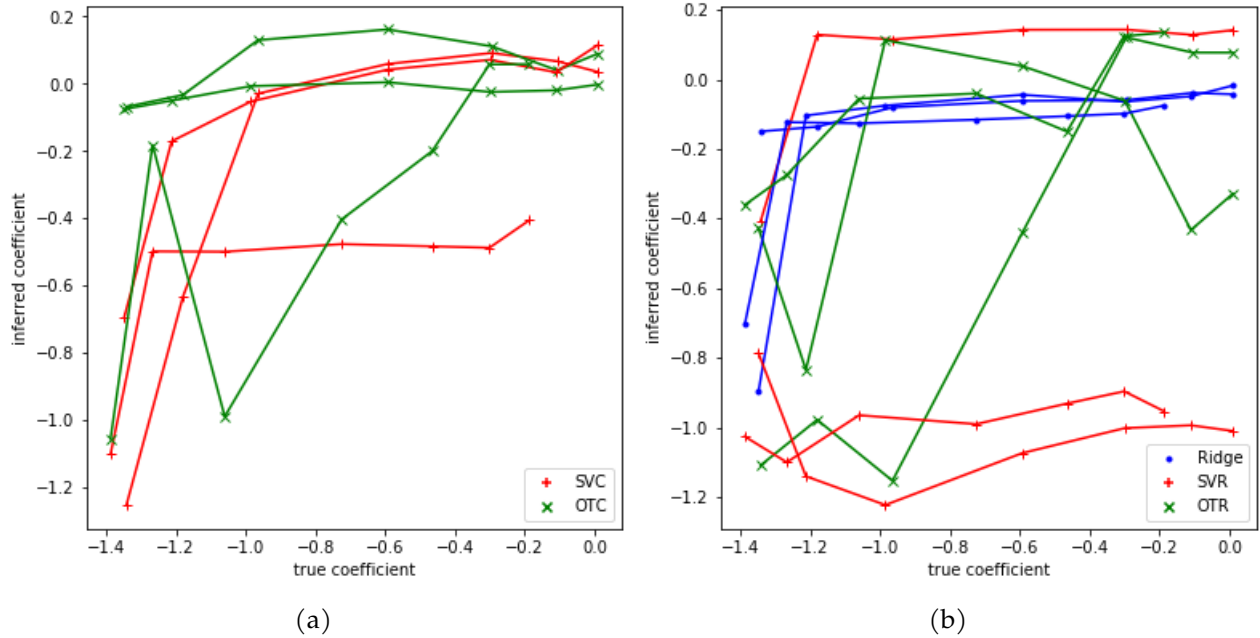 0.2
0.0
−0.2
−0.4
−0.6
−0.8
−1.0
−1.2
inferred coefficient
−1.4 −1.2 −1.0 −0.8 −0.6 −0.4 −0.2 0.0
true coefficient
SVC
OTC
(a)
0.2
0.0
−0.2
−0.4
−0.6
−0.8
−1.0
−1.2
inferred coefficient
−1.4 −1.2 −1.0 −0.8 −0.6 −0.4 −0.2 0.0
true coefficient
Ridge
SVR
OTR
(b)